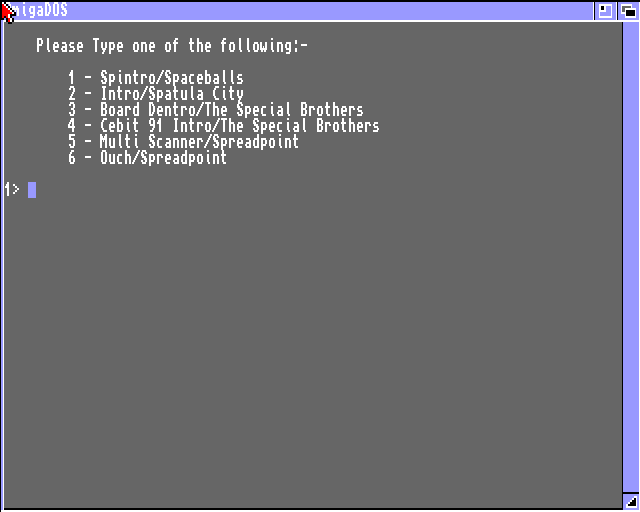 AmigaDOS
Please Type one of the following:-
1 - Spintro/Spaceballs
2 - Intro/Spatula City
3 - Board Dentro/The Special Brothers
4 - Cebit 91 Intro/The Special Brothers
5 - Multi Scanner/Spreadpoint
6 - Ouch/Spreadpoint
1>